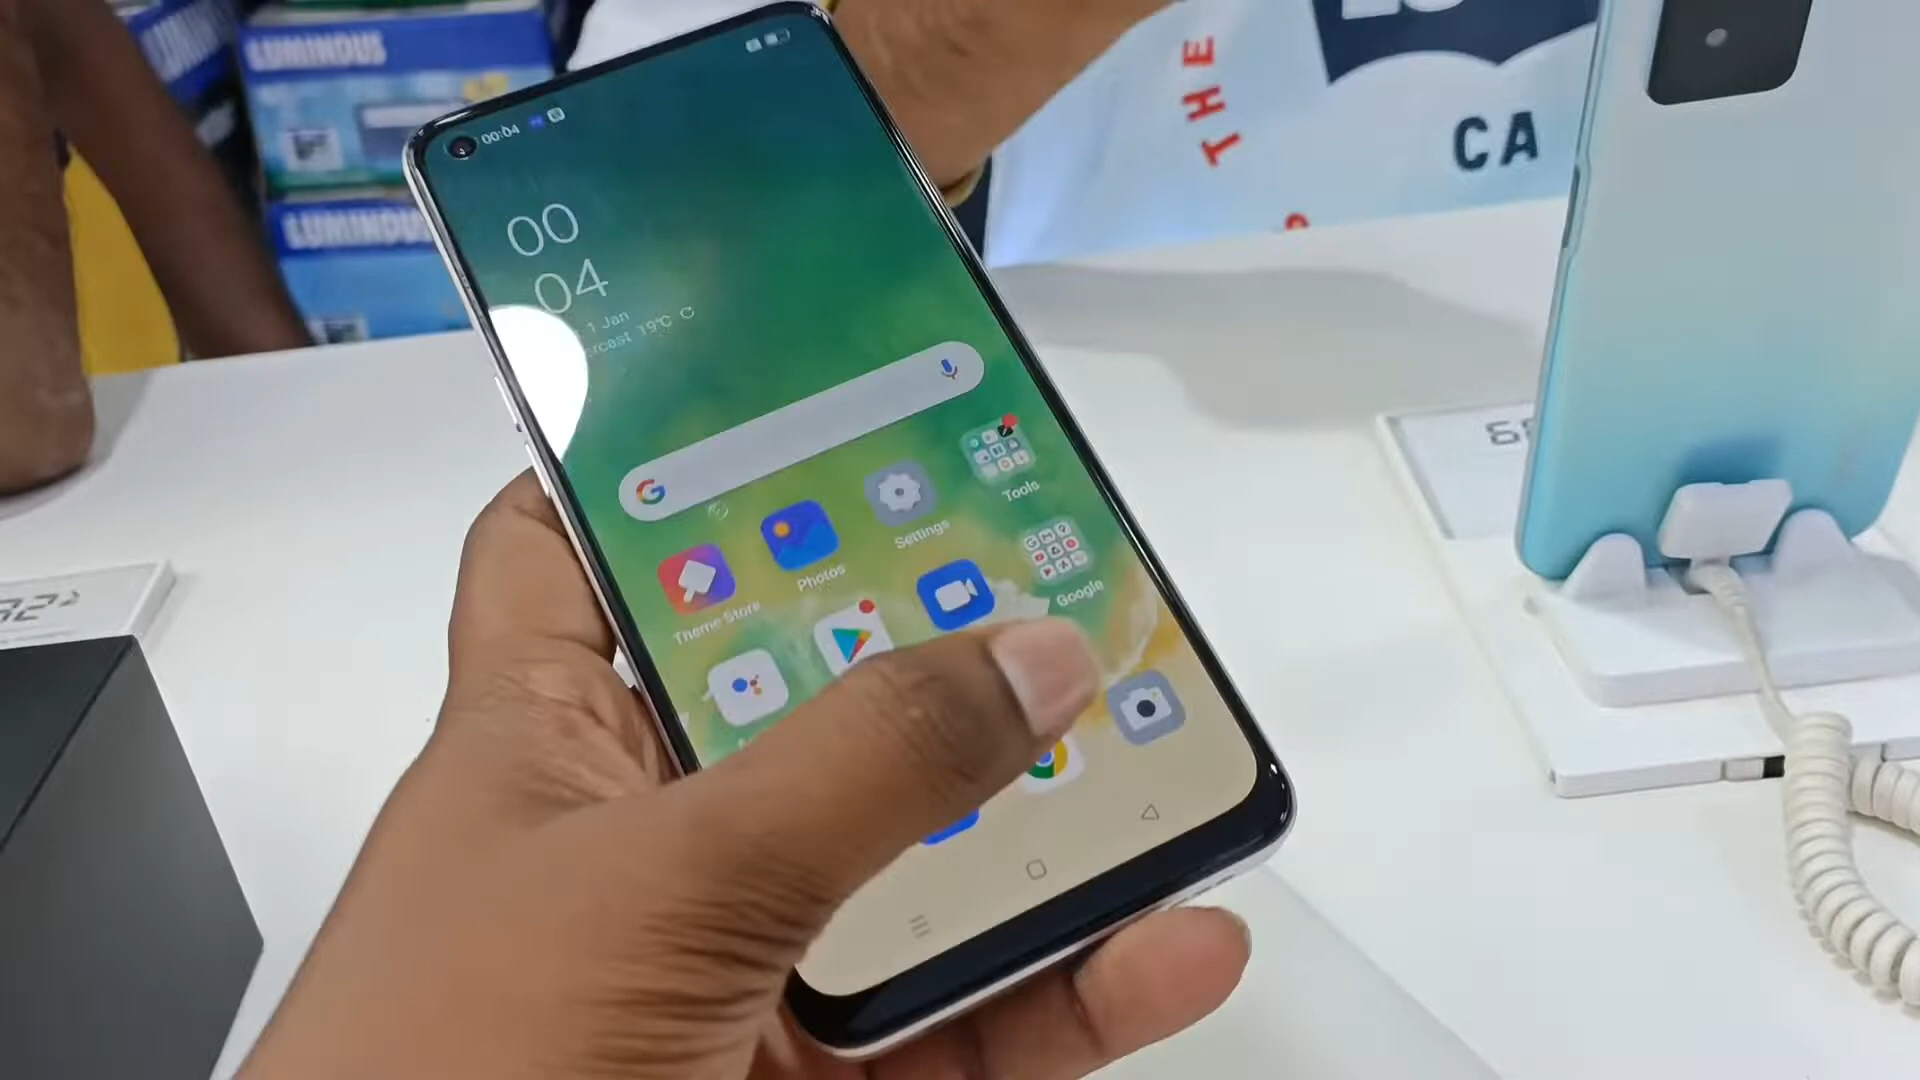 LUMINOUS
LUMINOUS
THE
CA
00:04
00
04
1 Jan
19°C
Theme Store
Photos
Settings
Tools
Google